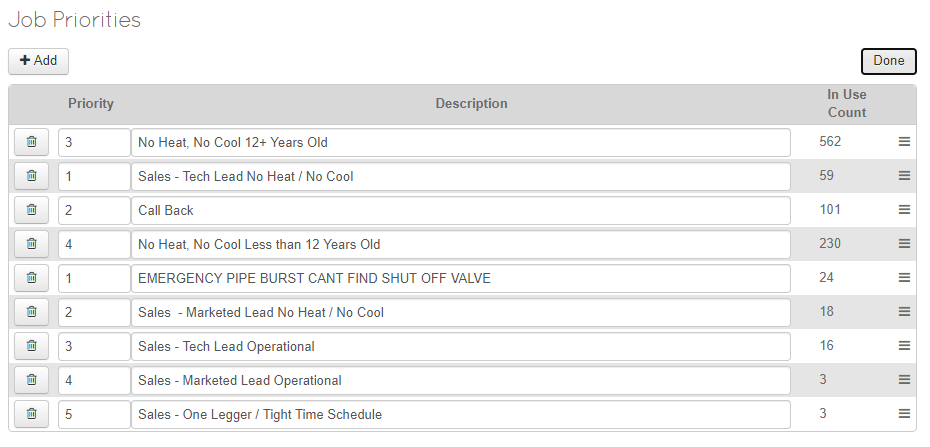 Job Priorities
Add Done
Priority Description In Use Count
3 No Heat, No Cool 12+ Years Old 562
1 Sales - Tech Lead No Heat / No Cool 59
2 Call Back 101
4 No Heat, No Cool Less than 12 Years Old 230
1 EMERGENCY PIPE BURST CANT FIND SHUT OFF VALVE 24
2 Sales  - Marketed Lead No Heat / No Cool 18
3 Sales - Tech Lead Operational 16
4 Sales - Marketed Lead Operational 3
5 Sales - One Legger / Tight Time Schedule 3